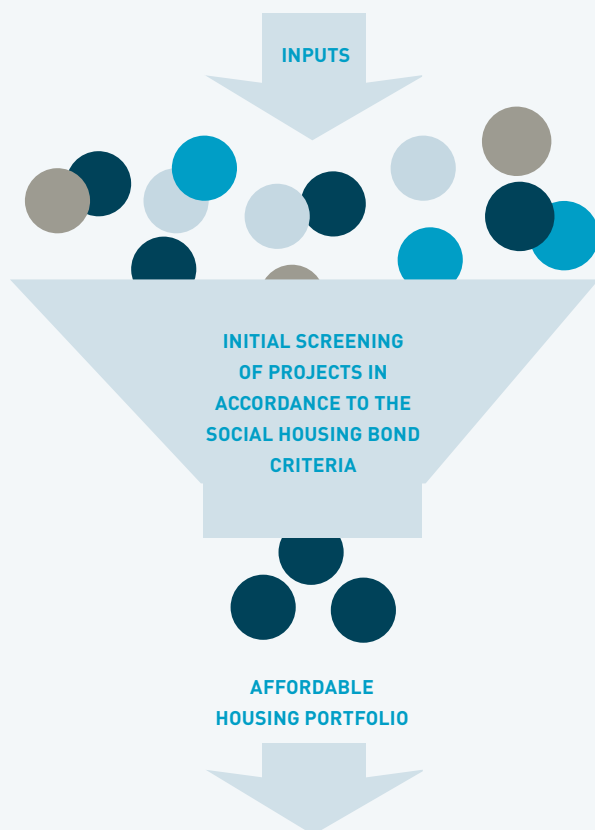 INPUTS
INITIAL SCREENING
OF PROJECTS IN
ACCORDANCE TO THE
SOCIAL HOUSING BOND
CRITERIA
AFFORDABLE
HOUSING PORTFOLIO